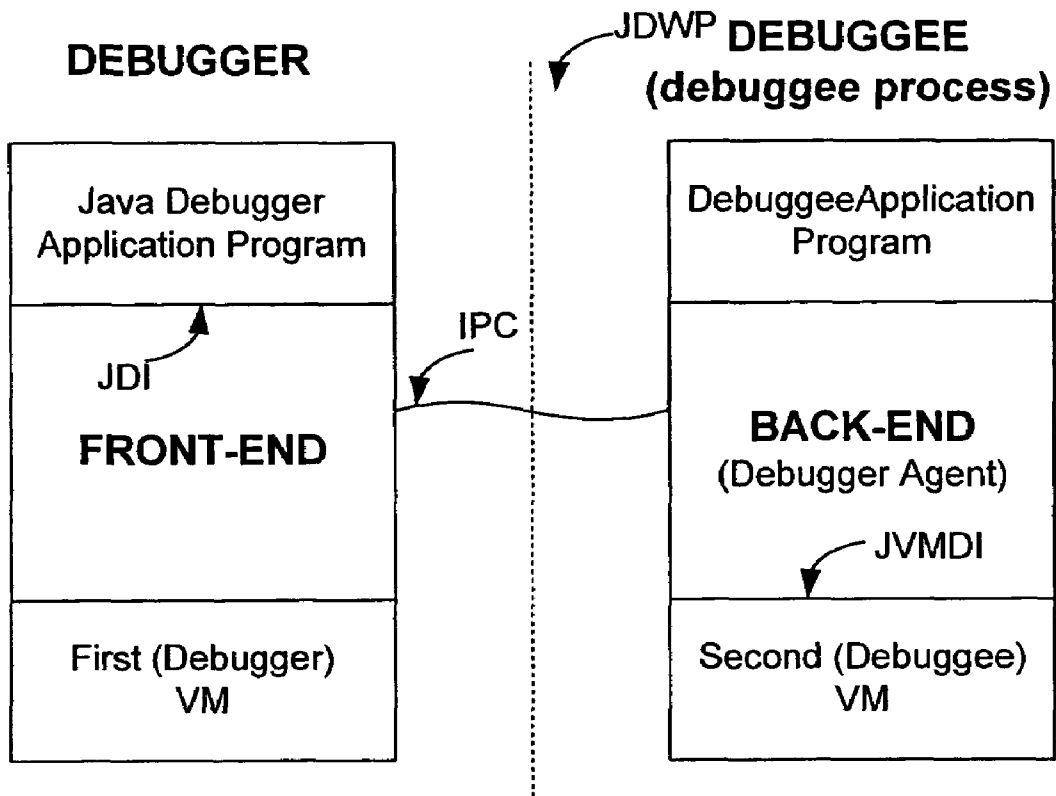 DEBUGGER
JDWP
DEBUGGEE
(debuggee process)
Java Debugger
Application Program
JDI
FRONT-END
First (Debugger)
VM
IPC
DebuggeeApplication
Program
BACK-END
(Debugger Agent)
JVMDI
Second (Debuggee)
VM